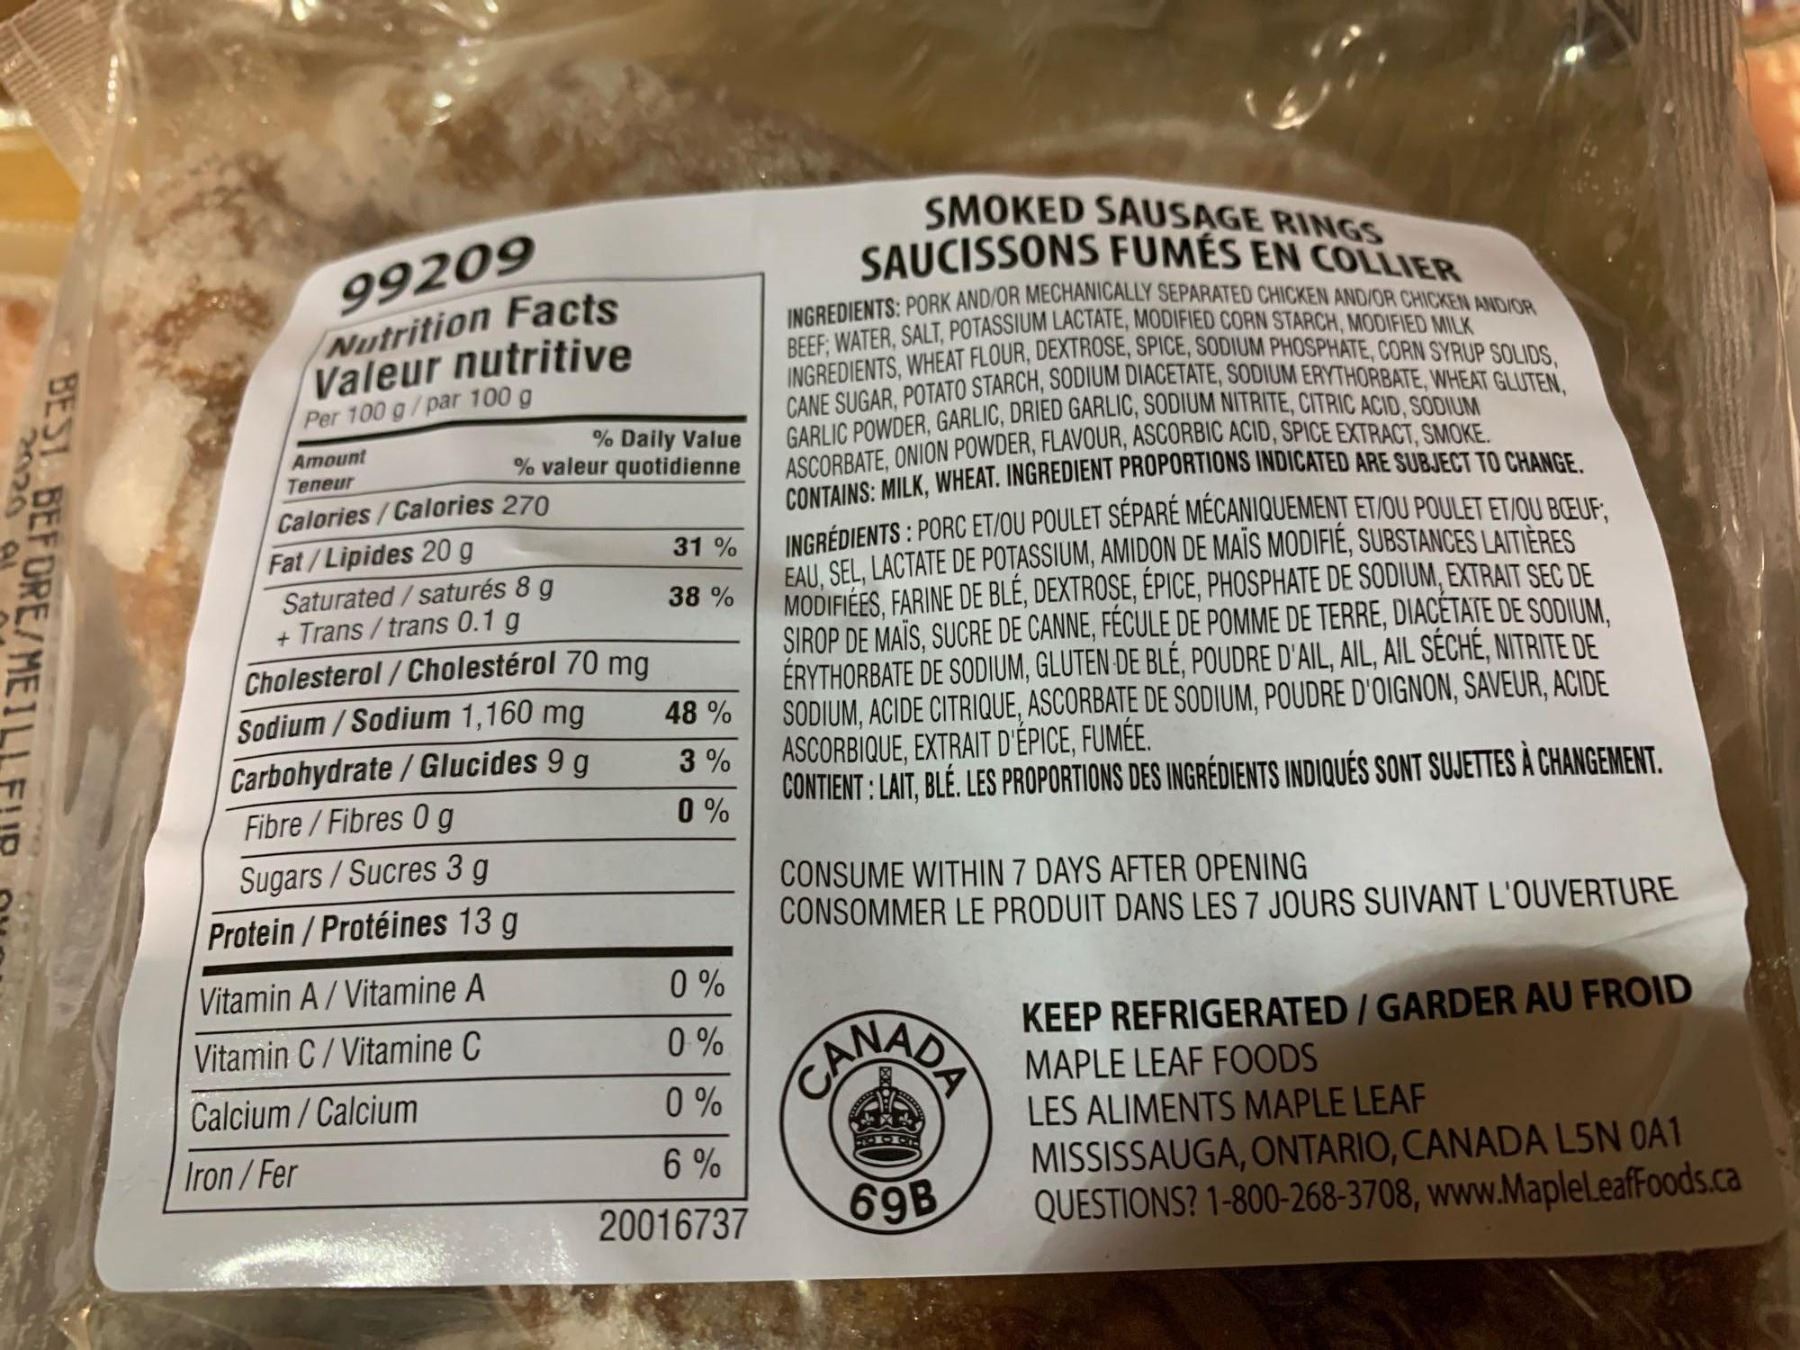 99209
Nutrition Facts
Valeur nutritive
Per 100 g / par 100 g
Amount
Teneur
% Daily Value
% valeur quotidienne
Calories / Calories 270
Fat / Lipides 20 g 31 %
Saturated / saturés 8 g 38 %
+ Trans / trans 0.1 g
Cholesterol / Cholestérol 70 mg
Sodium / Sodium 1,160 mg 48 %
Carbohydrate / Glucides 9 g 3 %
Fibre / Fibres 0 g 0 %
Sugars / Sucres 3 g
Protein / Protéines 13 g
Vitamin A / Vitamine A 0 %
Vitamin C / Vitamine C 0 %
Calcium / Calcium 0 %
Iron / Fer 6 %
20016737
SMOKED SAUSAGE RINGS
SAUCISSONS FUMÉS EN COLLIER
INGREDIENTS: PORK AND/OR MECHANICALLY SEPARATED CHICKEN AND/OR CHICKEN AND/OR
BEEF; WATER, SALT, POTASSIUM LACTATE, MODIFIED CORN STARCH, MODIFIED MILK
INGREDIENTS, WHEAT FLOUR, DEXTROSE, SPICE, SODIUM PHOSPHATE, CORN SYRUP SOLIDS,
CANE SUGAR, POTATO STARCH, SODIUM DIACETATE, SODIUM ERYTHORBATE, WHEAT GLUTEN,
GARLIC POWDER, GARLIC, DRIED GARLIC, SODIUM NITRITE, CITRIC ACID, SODIUM
ASCORBATE, ONION POWDER, FLAVOUR, ASCORBIC ACID, SPICE EXTRACT, SMOKE.
CONTAINS: MILK, WHEAT. INGREDIENT PROPORTIONS INDICATED ARE SUBJECT TO CHANGE.
INGRÉDIENTS : PORC ET/OU POULET SÉPARÉ MÉCANIQUEMENT ET/OU POULET ET/OU BŒUF;
EAU, SEL, LACTATE DE POTASSIUM, AMIDON DE MAÏS MODIFIÉ, SUBSTANCES LAITIÈRES
MODIFIÉES, FARINE DE BLÉ, DEXTROSE, ÉPICE, PHOSPHATE DE SODIUM, EXTRAIT SEC DE
SIROP DE MAÏS, SUCRE DE CANNE, FÉCULE DE POMME DE TERRE, DIACÉTATE DE SODIUM,
ÉRYTHORBATE DE SODIUM, GLUTEN DE BLÉ, POUDRE D'AIL, AIL, AIL SÉCHÉ, NITRITE DE
SODIUM, ACIDE CITRIQUE, ASCORBATE DE SODIUM, POUDRE D'OIGNON, SAVEUR, ACIDE
ASCORBIQUE, EXTRAIT D'ÉPICE, FUMÉE.
CONTIENT : LAIT, BLÉ. LES PROPORTIONS DES INGRÉDIENTS INDIQUÉS SONT SUJETTES À CHANGEMENT.
CONSUME WITHIN 7 DAYS AFTER OPENING
CONSOMMER LE PRODUIT DANS LES 7 JOURS SUIVANT L'OUVERTURE
CANADA
69B
KEEP REFRIGERATED / GARDER AU FROID
MAPLE LEAF FOODS
LES ALIMENTS MAPLE LEAF
MISSISSAUGA, ONTARIO, CANADA L5N 0A1
QUESTIONS? 1-800-268-3708, www.MapleLeafFoods.ca
BEST BEFORE/MEILLEUR
2020